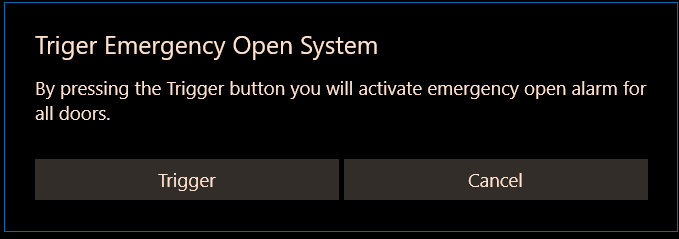 Triger Emergency Open System
By pressing the Trigger button you will activate emergency open alarm for
all doors.
Trigger
Cancel